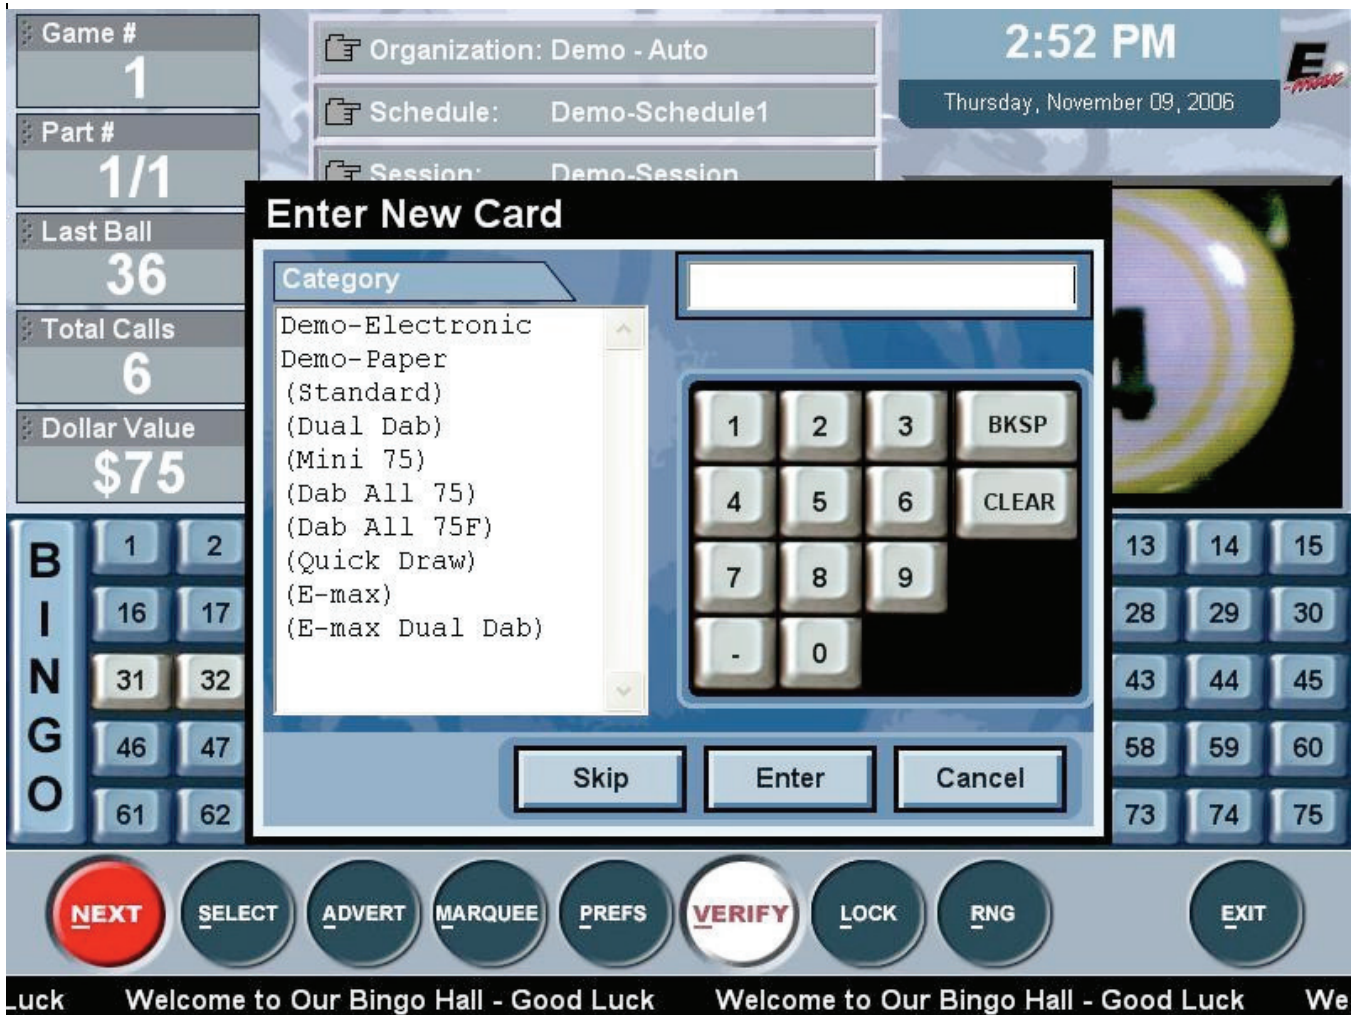 Game #
1
Organization: Demo - Auto
2:52 PM
Thursday, November 09, 2006
E
-max
Schedule: Demo-Schedule1
Part #
1/1
Session: Demo-Session
Last Ball
36
Total Calls
6
Dollar Value
$75
Enter New Card
Category
Demo-Electronic
Demo-Paper
(Standard)
(Dual Dab)
(Mini 75)
(Dab All 75)
(Dab All 75F)
(Quick Draw)
(E-max)
(E-max Dual Dab)
1 2 3 BKSP
4 5 6 CLEAR
7 8 9
- 0
Skip Enter Cancel
B 1 2 13 14 15
I 16 17 28 29 30
N 31 32 43 44 45
G 46 47 58 59 60
O 61 62 73 74 75
NEXT SELECT ADVERT MARQUEE PREFS VERIFY LOCK RNG EXIT
Luck Welcome to Our Bingo Hall - Good Luck Welcome to Our Bingo Hall - Good Luck We